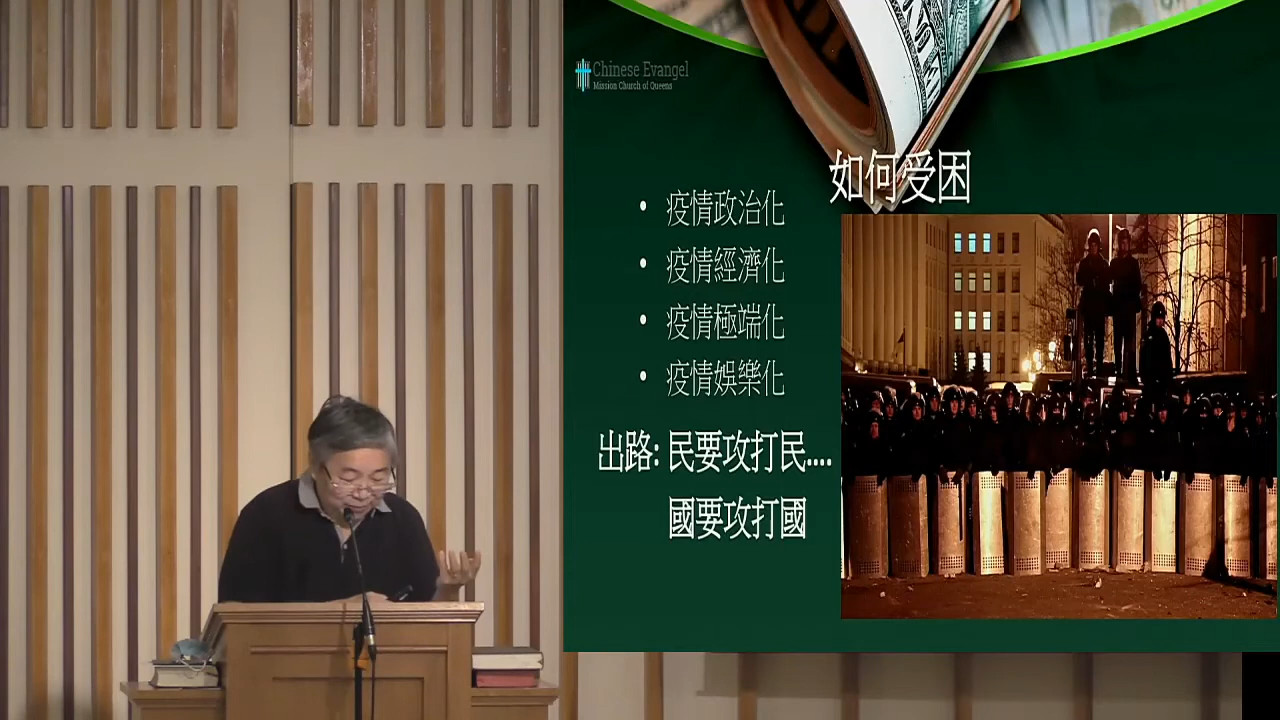 Chinese Evangel
Mission Church of Queens
如何受困
• 疫情政治化
• 疫情經濟化
• 疫情極端化
• 疫情娛樂化
出路: 民要攻打民....
國要攻打國